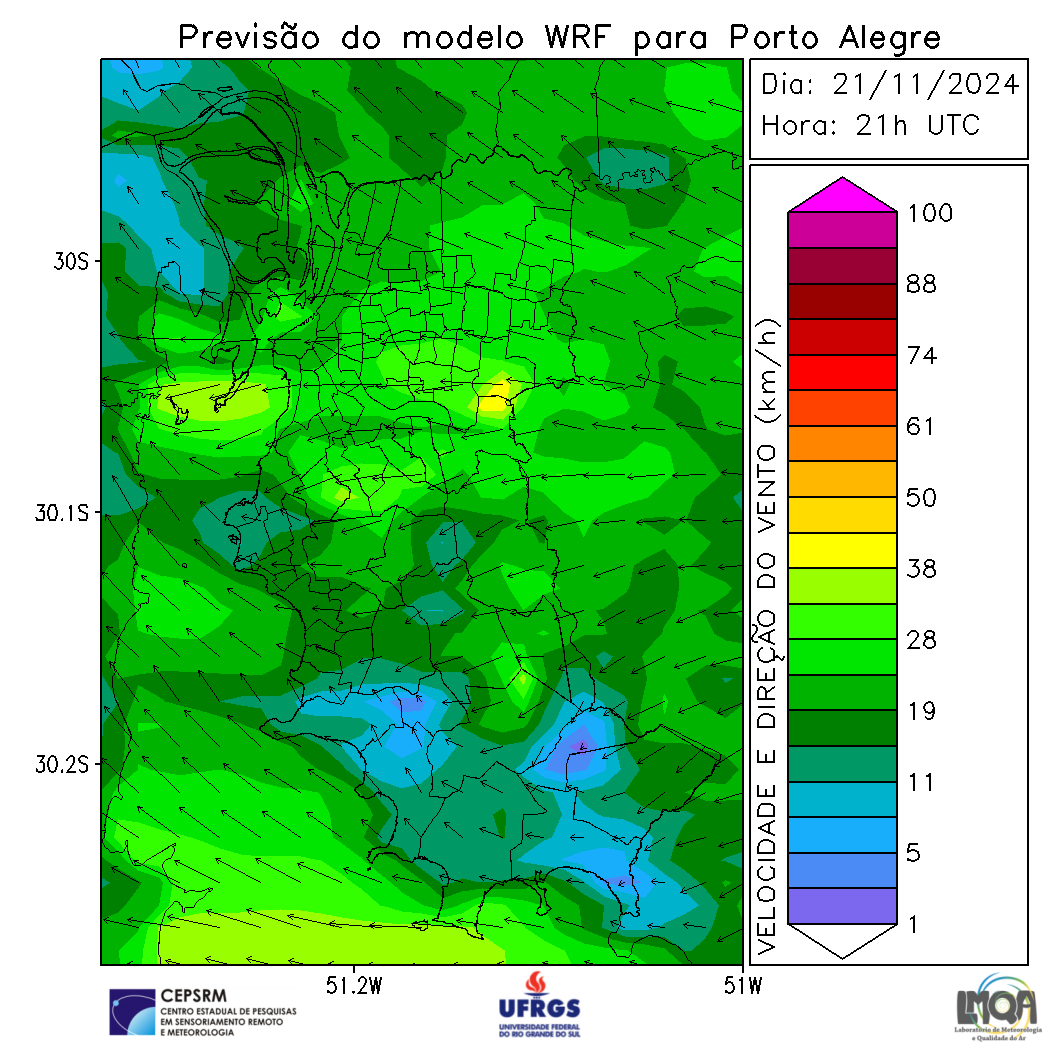 Previsão do modelo WRF para Porto Alegre
Dia: 21/11/2024
Hora: 21h UTC
30S
30.1S
30.2S
51.2W
51W
VELOCIDADE E DIREÇÃO DO VENTO (km/h)
100
88
74
61
50
38
28
19
11
5
1
CEPSRM
CENTRO ESTADUAL DE PESQUISAS
EM SENSORIAMENTO REMOTO
E METEOROLOGIA
UFRGS
UNIVERSIDADE FEDERAL
DO RIO GRANDE DO SUL
LMQA
Laboratório de Meteorologia
e Qualidade do Ar